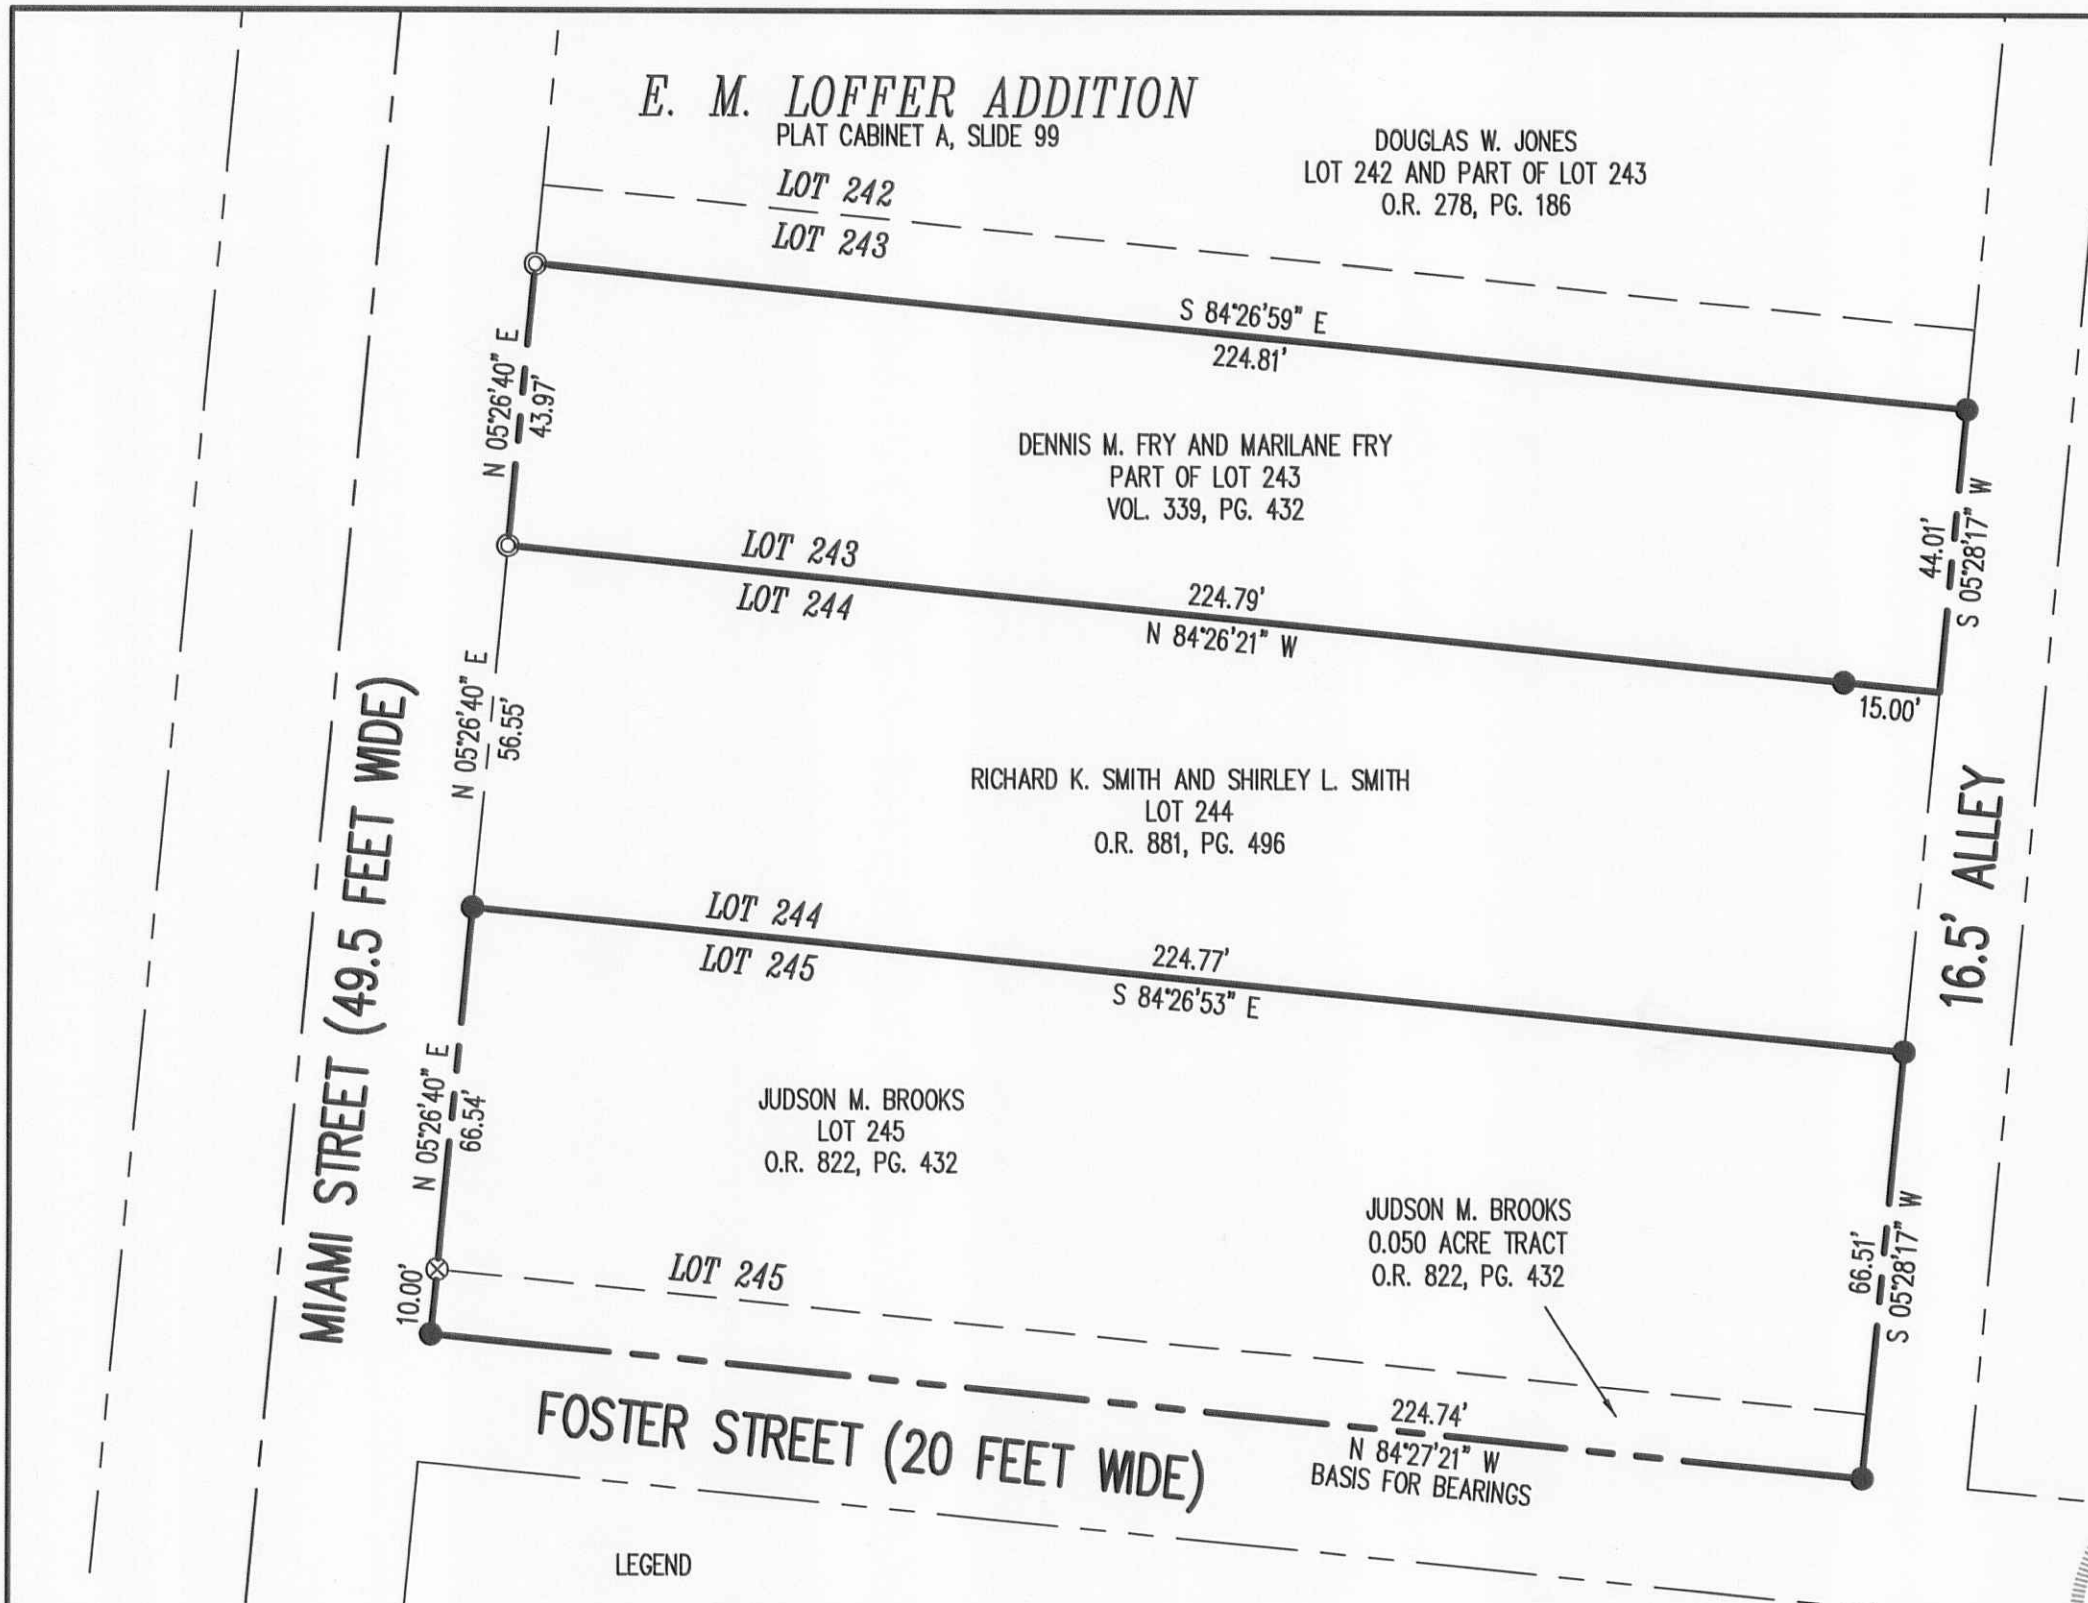 E. M. LOFFER ADDITION
PLAT CABINET A, SLIDE 99
DOUGLAS W. JONES
LOT 242 AND PART OF LOT 243
O.R. 278, PG. 186
LOT 242
LOT 243
S 84°26'59" E
224.81'
N 05°26'40" E
43.97'
DENNIS M. FRY AND MARILANE FRY
PART OF LOT 243
VOL. 339, PG. 432
44.01'
S 05°28'17" W
LOT 243
LOT 244
224.79'
N 84°26'21" W
15.00'
N 05°26'40" E
56.55'
RICHARD K. SMITH AND SHIRLEY L. SMITH
LOT 244
O.R. 881, PG. 496
MIAMI STREET (49.5 FEET WIDE)
16.5' ALLEY
LOT 244
LOT 245
224.77'
S 84°26'53" E
N 05°26'40" E
66.54'
JUDSON M. BROOKS
LOT 245
O.R. 822, PG. 432
JUDSON M. BROOKS
0.050 ACRE TRACT
O.R. 822, PG. 432
66.51'
S 05°28'17" W
10.00'
LOT 245
224.74'
N 84°27'21" W
BASIS FOR BEARINGS
FOSTER STREET (20 FEET WIDE)
LEGEND